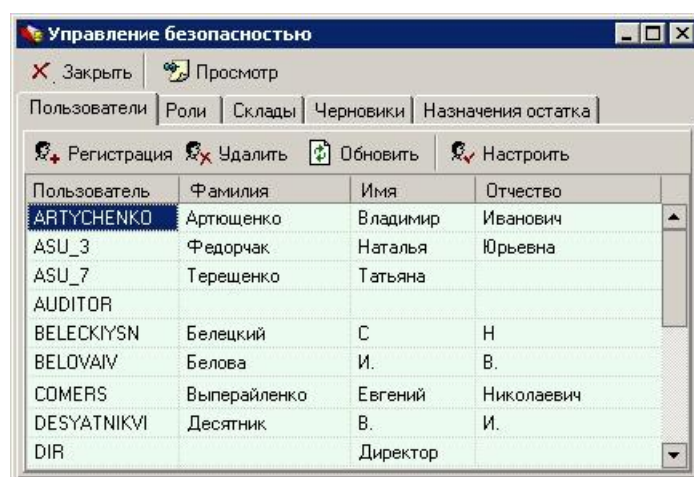 Управление безопасностью
Закрыть Просмотр
Пользователи Роли Склады Черновики Назначения остатка
Регистрация Удалить Обновить Настроить
Пользователь Фамилия Имя Отчество
ARTYCHENKO Артющенко Владимир Иванович
ASU_3 Федорчак Наталья Юрьевна
ASU_7 Терещенко Татьяна
AUDITOR
BELECKIYSN Белецкий С Н
BELOVAIV Белова И. В.
COMERS Выперайленко Евгений Николаевич
DESYATNIKVI Десятник В. И.
DIR Директор